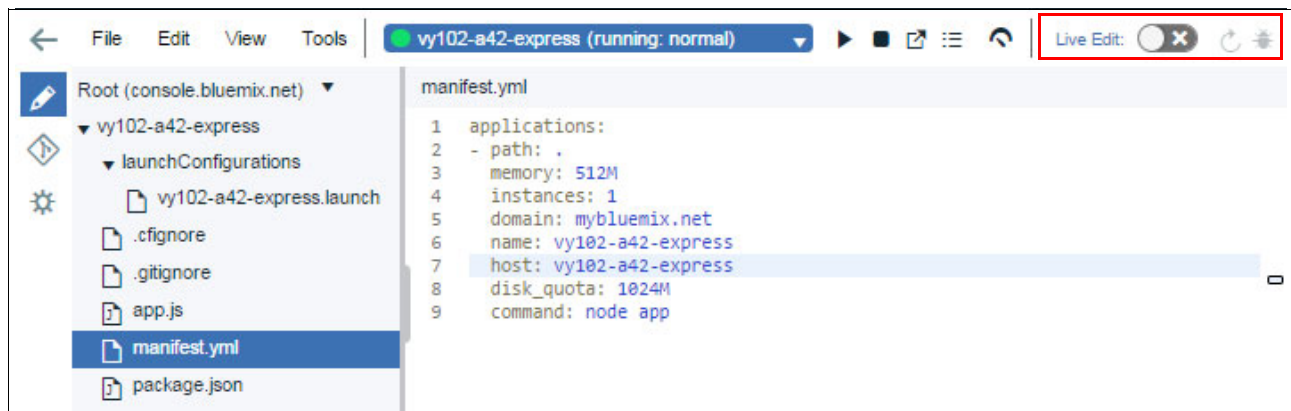 File Edit View Tools vy102-a42-express (running: normal) Live Edit:
Root (console.bluemix.net)
vy102-a42-express
launchConfigurations
vy102-a42-express.launch
.cfignore
.gitignore
app.js
manifest.yml
package.json
manifest.yml
1 applications:
2 - path: .
3 memory: 512M
4 instances: 1
5 domain: mybluemix.net
6 name: vy102-a42-express
7 host: vy102-a42-express
8 disk_quota: 1024M
9 command: node app